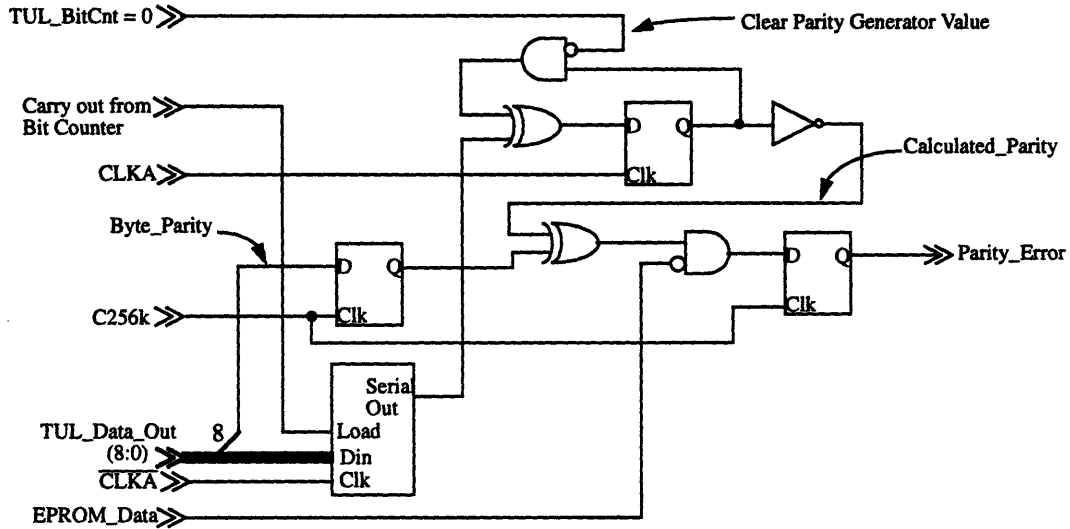 TUL_BitCnt = 0
Clear Parity Generator Value
Carry out from
Bit Counter
D
Q
CLKA
Clk
Calculated_Parity
Byte_Parity
D
Q
D
Q
Parity_Error
C256k
Clk
Clk
Serial
Out
TUL_Data_Out
(8:0)
8
Load
Din
CLKA
Clk
EPROM_Data